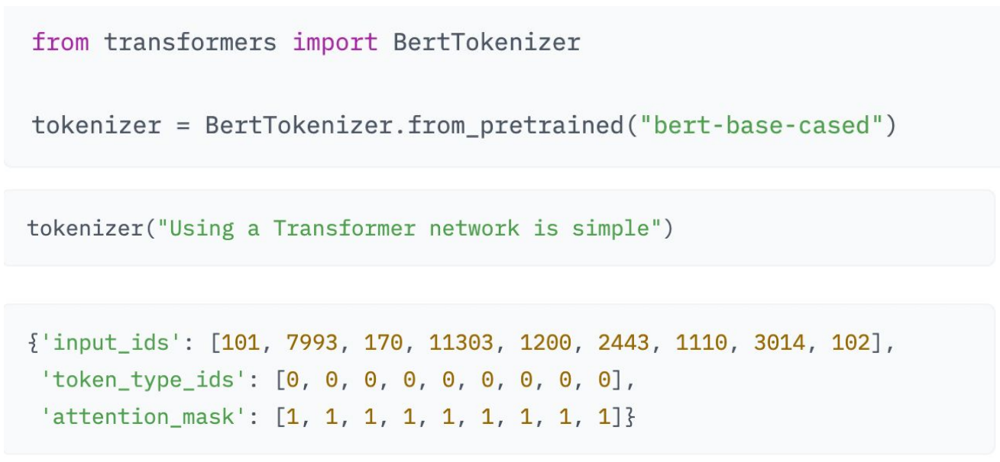 from transformers import BertTokenizer
tokenizer = BertTokenizer.from_pretrained("bert-base-cased")
tokenizer("Using a Transformer network is simple")
{'input_ids': [101, 7993, 170, 11303, 1200, 2443, 1110, 3014, 102],
 'token_type_ids': [0, 0, 0, 0, 0, 0, 0, 0, 0],
 'attention_mask': [1, 1, 1, 1, 1, 1, 1, 1, 1]}